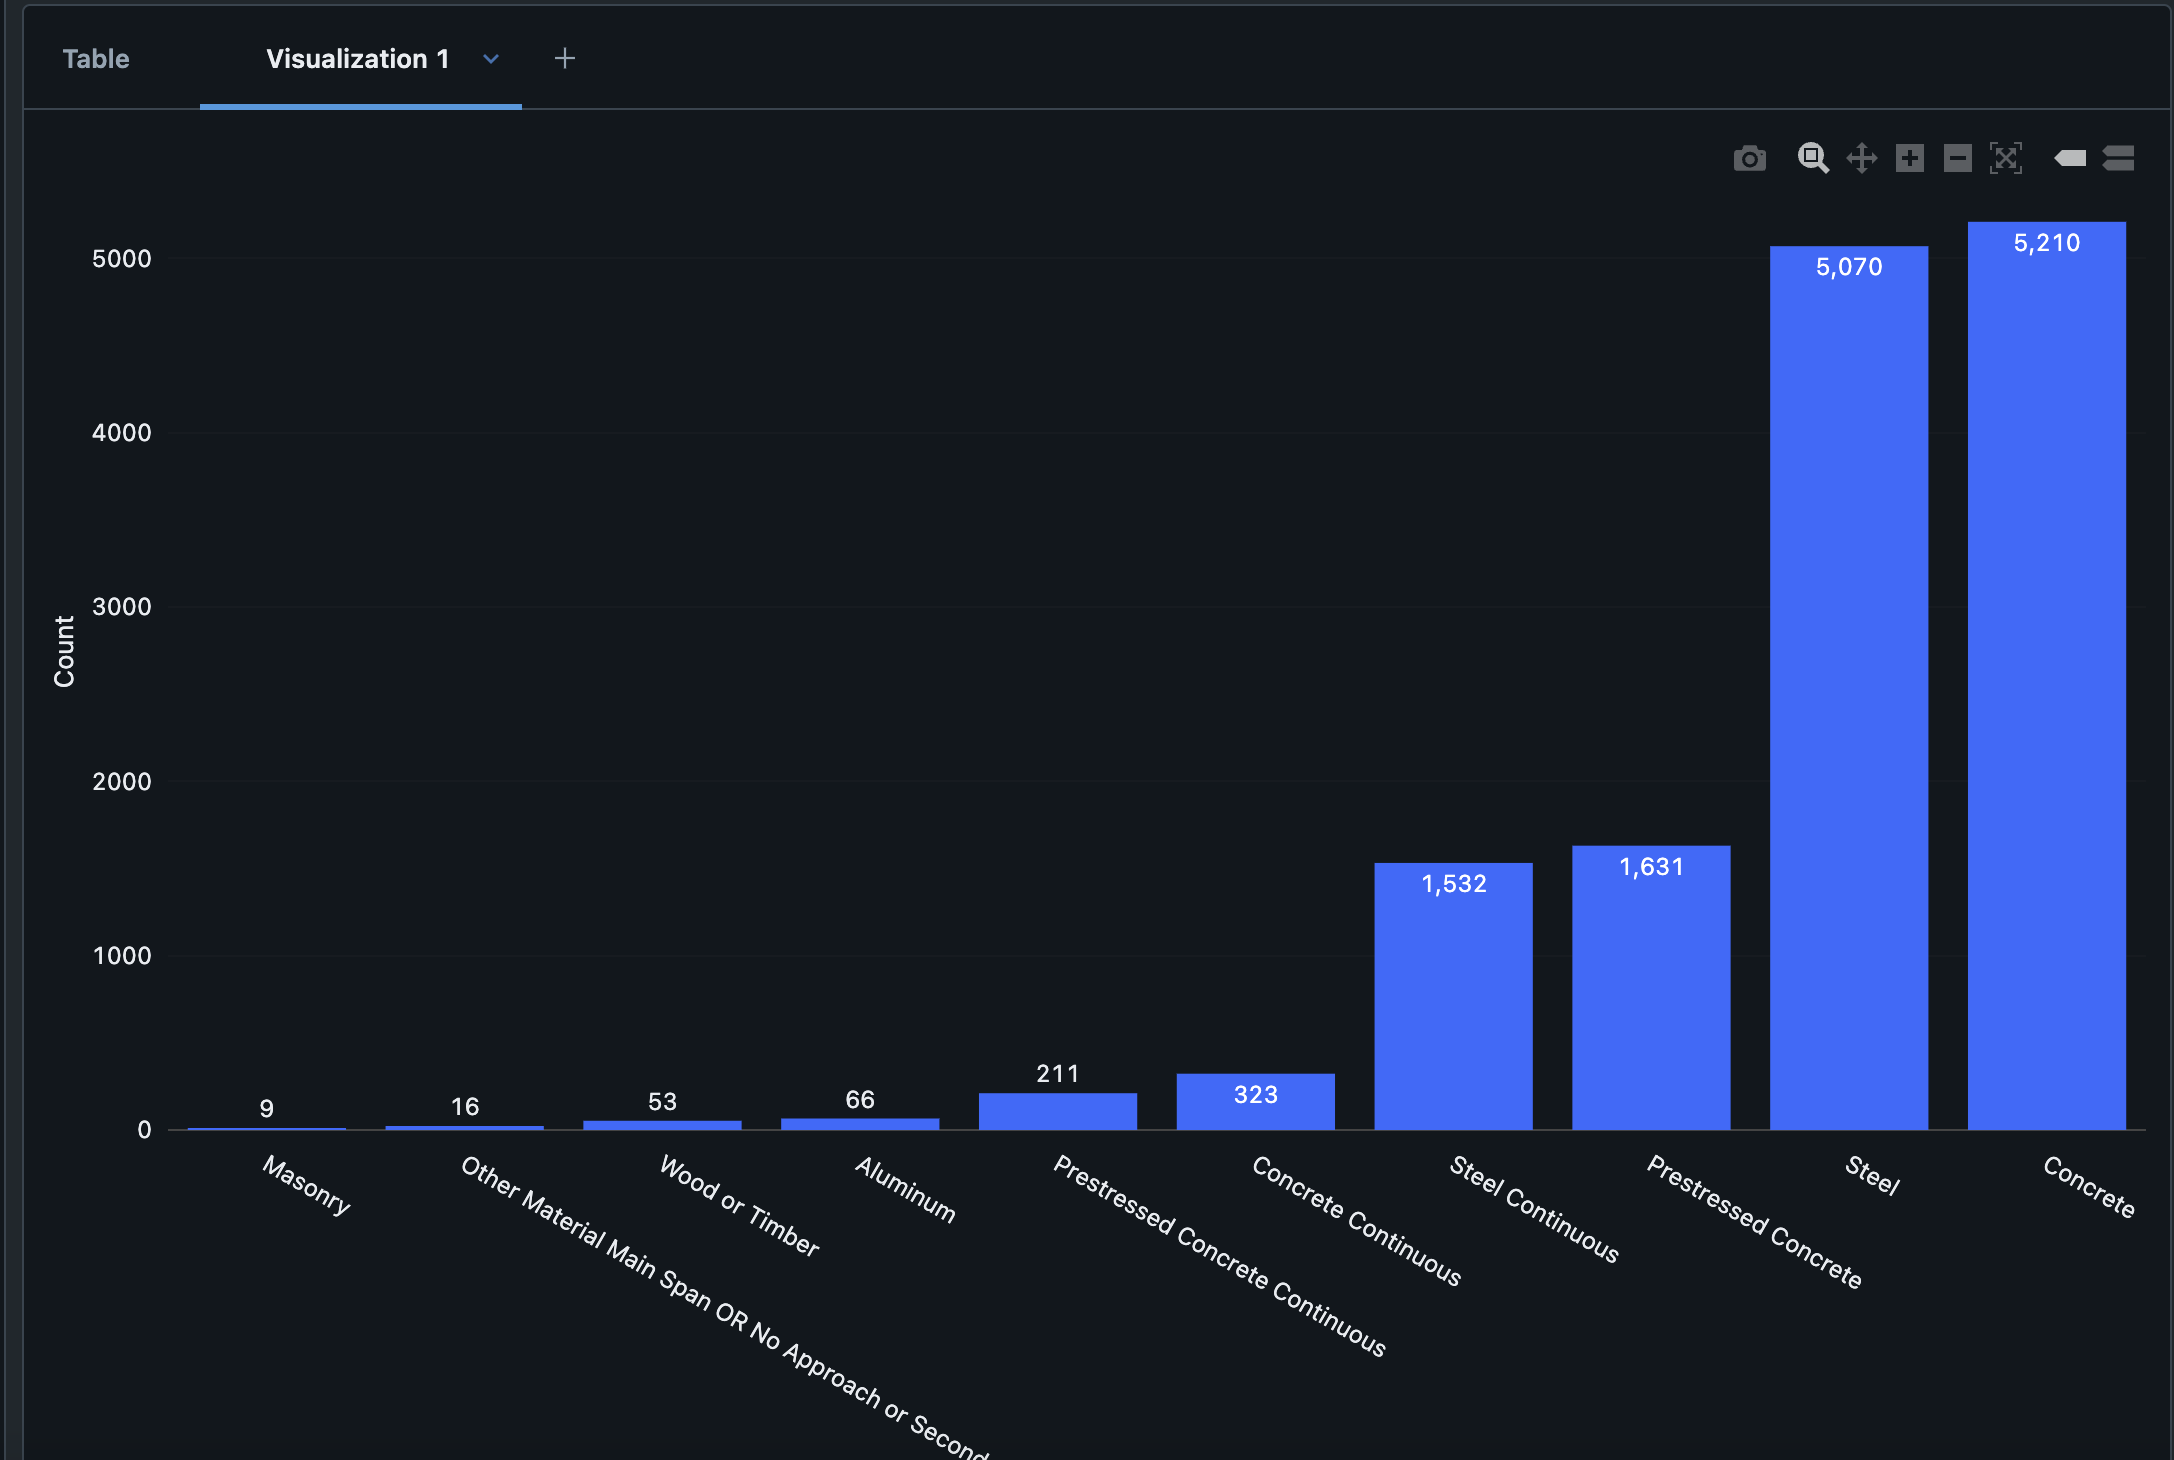 Table
Visualization 1
5000
4000
3000
2000
1000
0
Count
9
16
53
66
211
323
1,532
1,631
5,070
5,210
Masonry
Other Material Main Span OR No Approach or Second
Wood or Timber
Aluminum
Prestressed Concrete Continuous
Concrete Continuous
Steel Continuous
Prestressed Concrete
Steel
Concrete